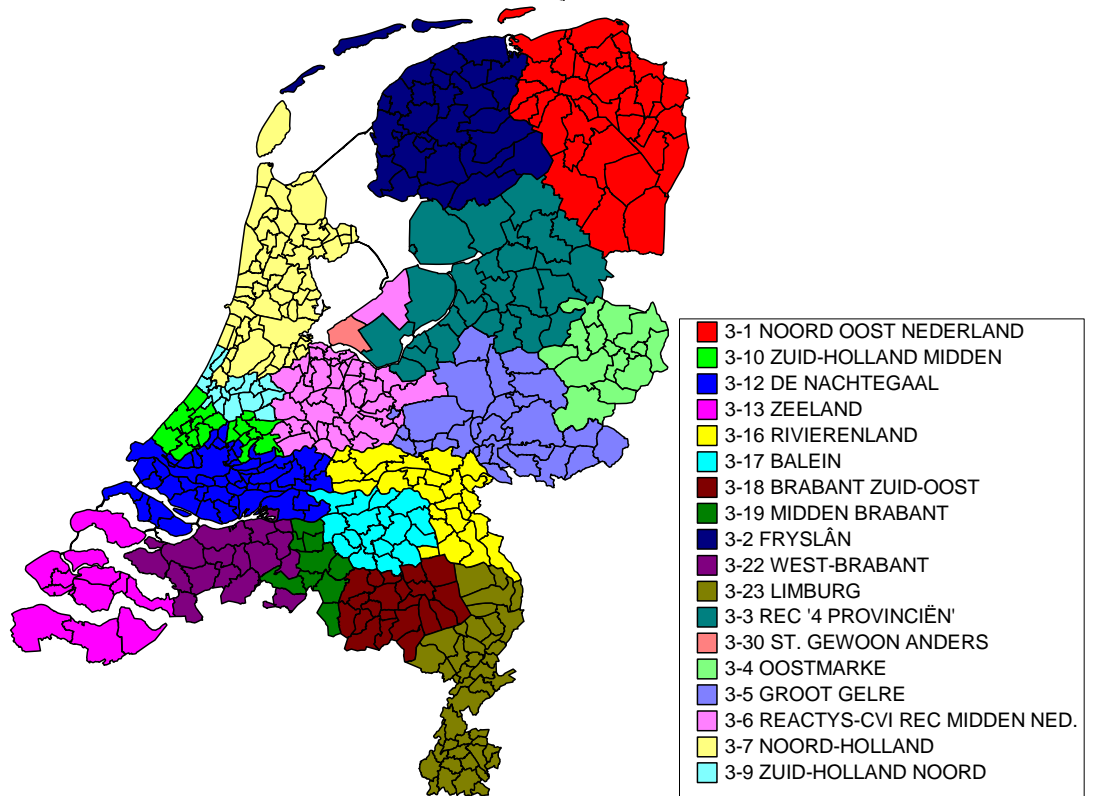 3-1 NOORD OOST NEDERLAND
3-10 ZUID-HOLLAND MIDDEN
3-12 DE NACHTEGAAL
3-13 ZEELAND
3-16 RIVIERENLAND
3-17 BALEIN
3-18 BRABANT ZUID-OOST
3-19 MIDDEN BRABANT
3-2 FRYSLÂN
3-22 WEST-BRABANT
3-23 LIMBURG
3-3 REC '4 PROVINCIËN'
3-30 ST. GEWOON ANDERS
3-4 OOSTMARKE
3-5 GROOT GELRE
3-6 REACTYS-CVI REC MIDDEN NED.
3-7 NOORD-HOLLAND
3-9 ZUID-HOLLAND NOORD